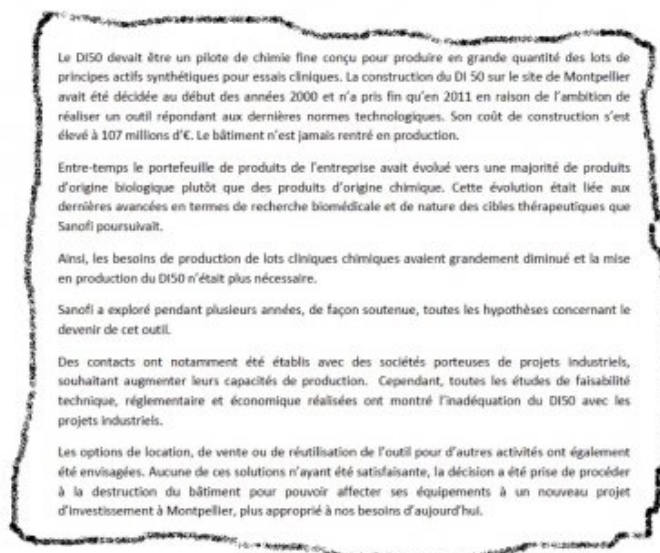 Le DI50 devait être un pilote de chimie fine conçu pour produire en grande quantité des lots de
principes actifs synthétiques pour essais cliniques. La construction du DI 50 sur le site de Montpellier
avait été décidée au début des années 2000 et n'a pris fin qu'en 2011 en raison de l'ambition de
réaliser un outil répondant aux dernières normes technologiques. Son coût de construction s'est
élevé à 107 millions d'€. Le bâtiment n'est jamais rentré en production.
Entre-temps le portefeuille de produits de l'entreprise avait évolué vers une majorité de produits
d'origine biologique plutôt que des produits d'origine chimique. Cette évolution était liée aux
dernières avancées en termes de recherche biomédicale et de nature des cibles thérapeutiques que
Sanofi poursuivait.
Ainsi, les besoins de production de lots cliniques chimiques avaient grandement diminué et la mise
en production du DI50 n'était plus nécessaire.
Sanofi a exploré pendant plusieurs années, de façon soutenue, toutes les hypothèses concernant le
devenir de cet outil.
Des contacts ont notamment été établis avec des sociétés porteuses de projets industriels,
souhaitant augmenter leurs capacités de production. Cependant, toutes les études de faisabilité
technique, réglementaire et économique réalisées ont montré l'inadéquation du DI50 avec les
projets industriels.
Les options de location, de vente ou de réutilisation de l'outil pour d'autres activités ont également
été envisagées. Aucune de ces solutions n'ayant été satisfaisante, la décision a été prise de procéder
à la destruction du bâtiment pour pouvoir affecter ses équipements à un nouveau projet
d'investissement à Montpellier, plus approprié à nos besoins d'aujourd'hui.